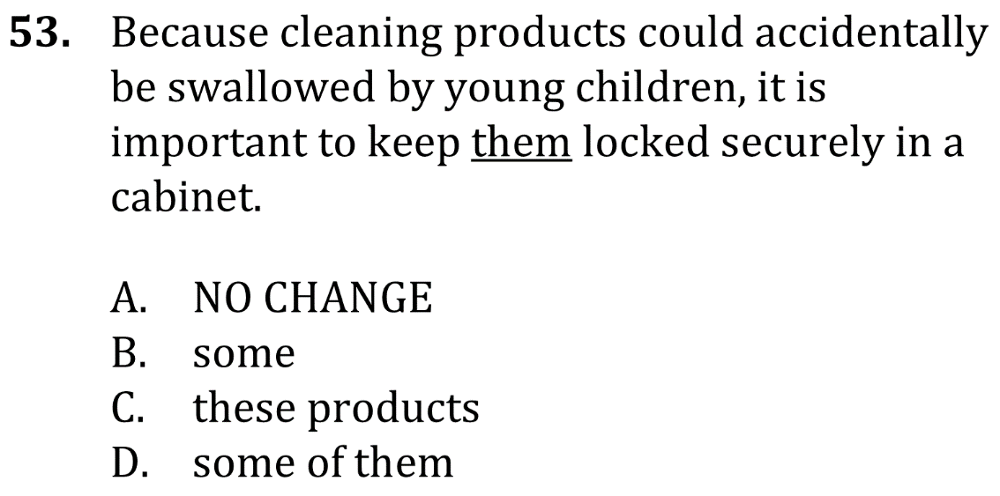 53. Because cleaning products could accidentally
be swallowed by young children, it is
important to keep them locked securely in a
cabinet.
A. NO CHANGE
B. some
C. these products
D. some of them